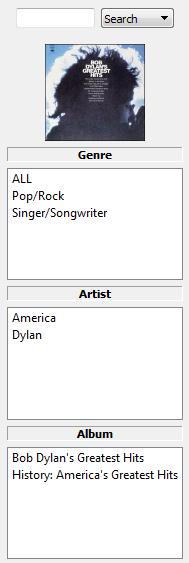 Search
BOB
DYLAN'S
GREATEST
HITS
Genre
ALL
Pop/Rock
Singer/Songwriter
Artist
America
Dylan
Album
Bob Dylan's Greatest Hits
History: America's Greatest Hits